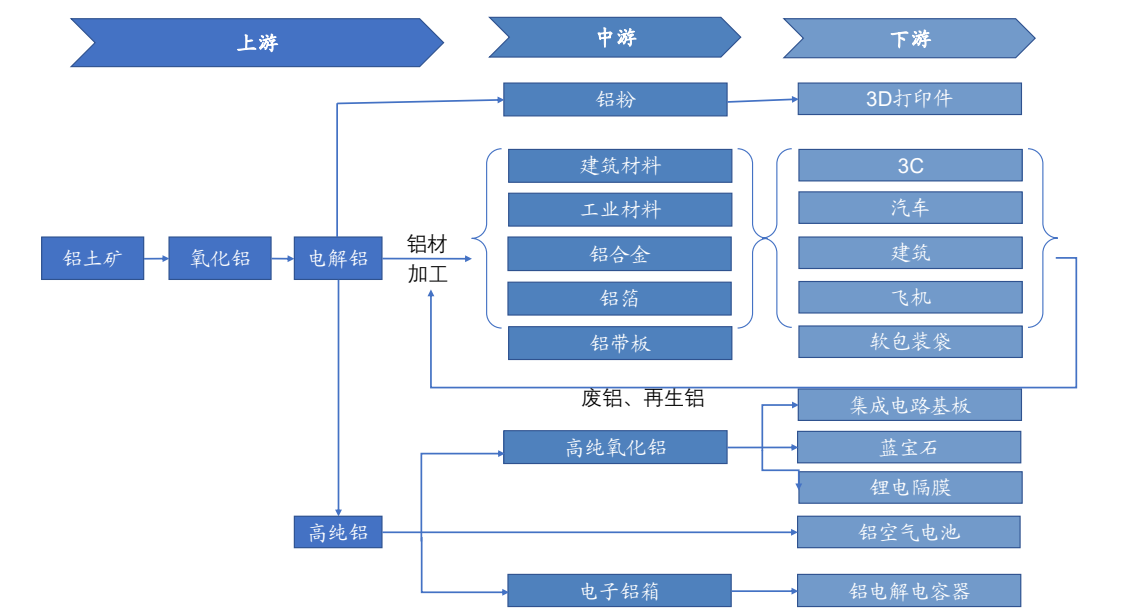 上游
中游
下游
铝粉
3D打印件
建筑材料
3C
工业材料
汽车
铝土矿
氧化铝
电解铝
铝材
加工
铝合金
建筑
铝箔
飞机
铝带板
软包装袋
废铝、再生铝
集成电路基板
高纯氧化铝
蓝宝石
锂电隔膜
高纯铝
铝空气电池
电子铝箱
铝电解电容器